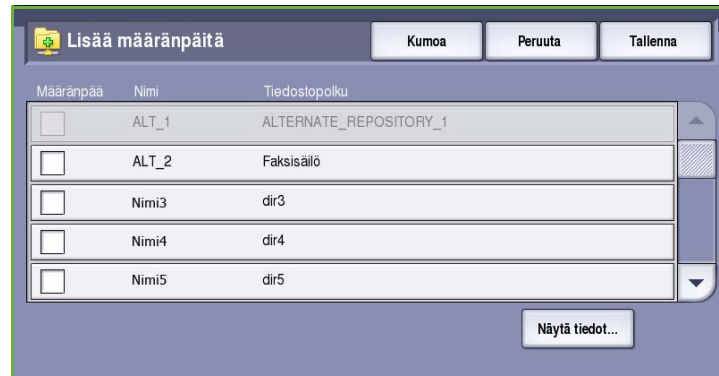 Lisää määränpäitä Kumoa Peruuta Tallenna
Määränpää Nimi Tiedostopolku
ALT_1 ALTERNATE_REPOSITORY_1
ALT_2 Faksisäilö
Nimi3 dir3
Nimi4 dir4
Nimi5 dir5
Näytä tiedot...